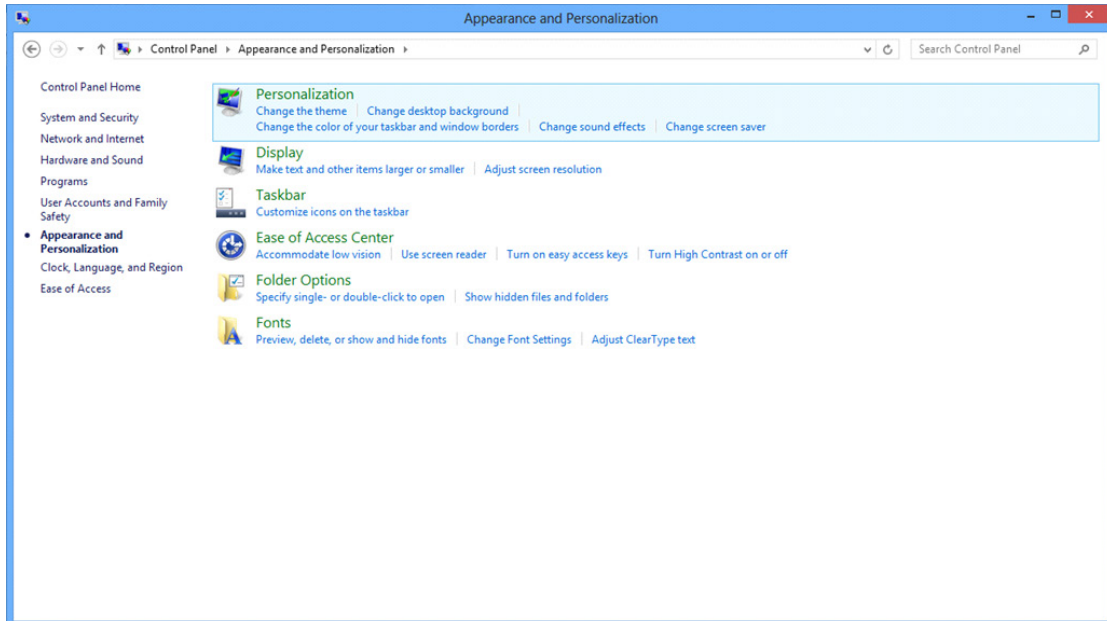 Appearance and Personalization
Control Panel Appearance and Personalization
Search Control Panel
Control Panel Home
System and Security
Network and Internet
Hardware and Sound
Programs
User Accounts and Family
Safety
Appearance and
Personalization
Clock, Language, and Region
Ease of Access
Personalization
Change the theme Change desktop background
Change the color of your taskbar and window borders Change sound effects Change screen saver
Display
Make text and other items larger or smaller Adjust screen resolution
Taskbar
Customize icons on the taskbar
Ease of Access Center
Accommodate low vision Use screen reader Turn on easy access keys Turn High Contrast on or off
Folder Options
Specify single- or double-click to open Show hidden files and folders
Fonts
Preview, delete, or show and hide fonts Change Font Settings Adjust ClearType text